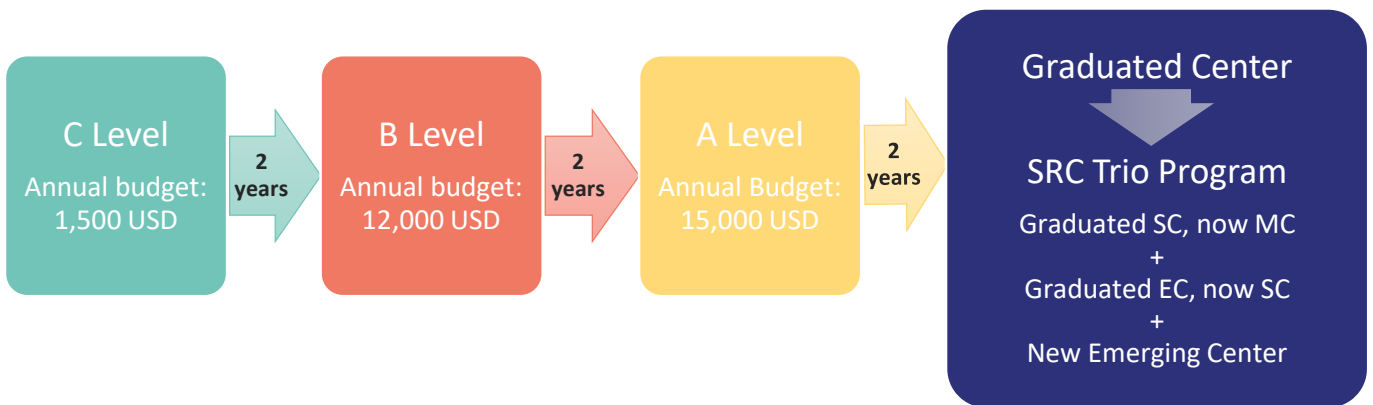 C Level
Annual budget:
1,500 USD
2
years
B Level
Annual budget:
12,000 USD
2
years
A Level
Annual Budget:
15,000 USD
2
years
Graduated Center
SRC Trio Program
Graduated SC, now MC
+
Graduated EC, now SC
+
New Emerging Center